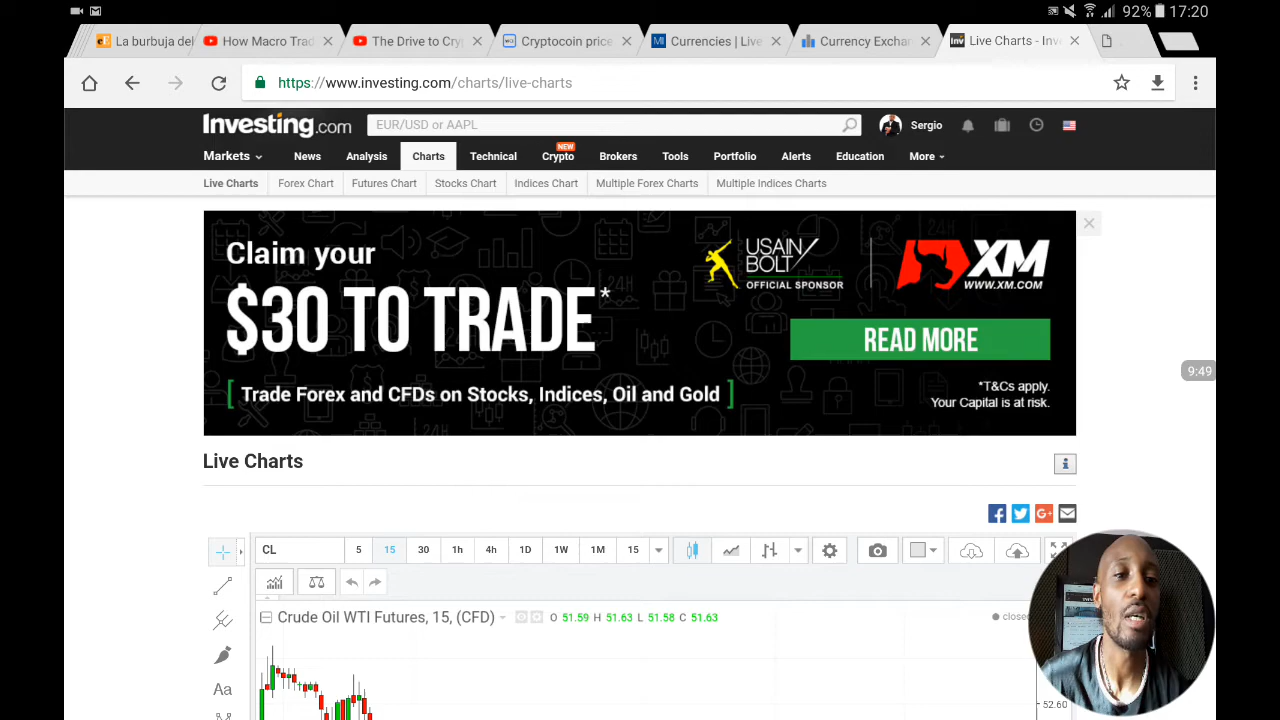 92% 17:20
La burbuja del
How Macro Trad
The Drive to Cry
Cryptocoin price
MI Currencies | Live
Currency Exchan
Inv Live Charts - Inve
https://www.investing.com/charts/live-charts
Investing.com EUR/USD or AAPL Sergio
Markets News Analysis Charts Technical Crypto NEW Brokers Tools Portfolio Alerts Education More
Live Charts Forex Chart Futures Chart Stocks Chart Indices Chart Multiple Forex Charts Multiple Indices Charts
Claim your
$30 TO TRADE*
[ Trade Forex and CFDs on Stocks, Indices, Oil and Gold ]
USAIN
BOLT
OFFICIAL SPONSOR
XM
WWW.XM.COM
READ MORE
*T&Cs apply.
Your Capital is at risk.
9:49
Live Charts
CL 5 15 30 1h 4h 1D 1W 1M 15
Crude Oil WTI Futures, 15, (CFD) O 51.59 H 51.63 L 51.58 C 51.63
Aa
52.60